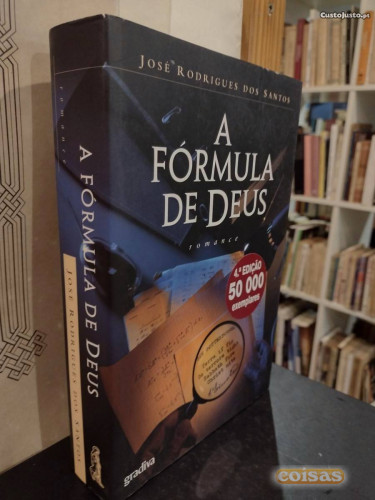 CustoJusto.pt
JOSÉ RODRIGUES DOS SANTOS
A
FÓRMULA
DE DEUS
romance
4.ª EDIÇÃO
50 000
exemplares
gradiva
romance
A FÓRMULA DE DEUS
JOSÉ RODRIGUES DOS SANTOS
coisas